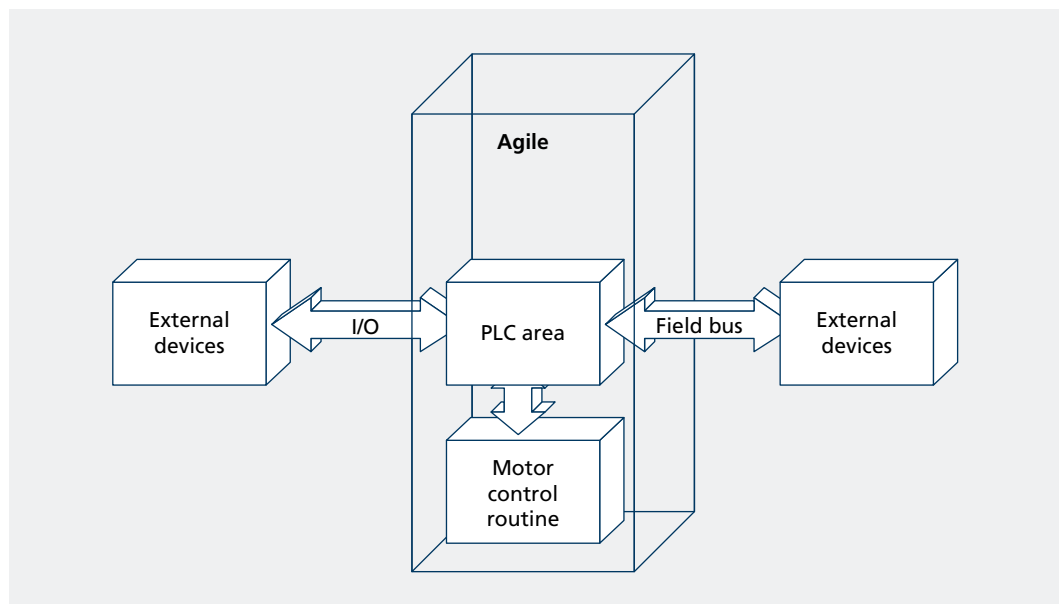 Agile
External
devices
I/O
PLC area
Field bus
External
devices
Motor
control
routine